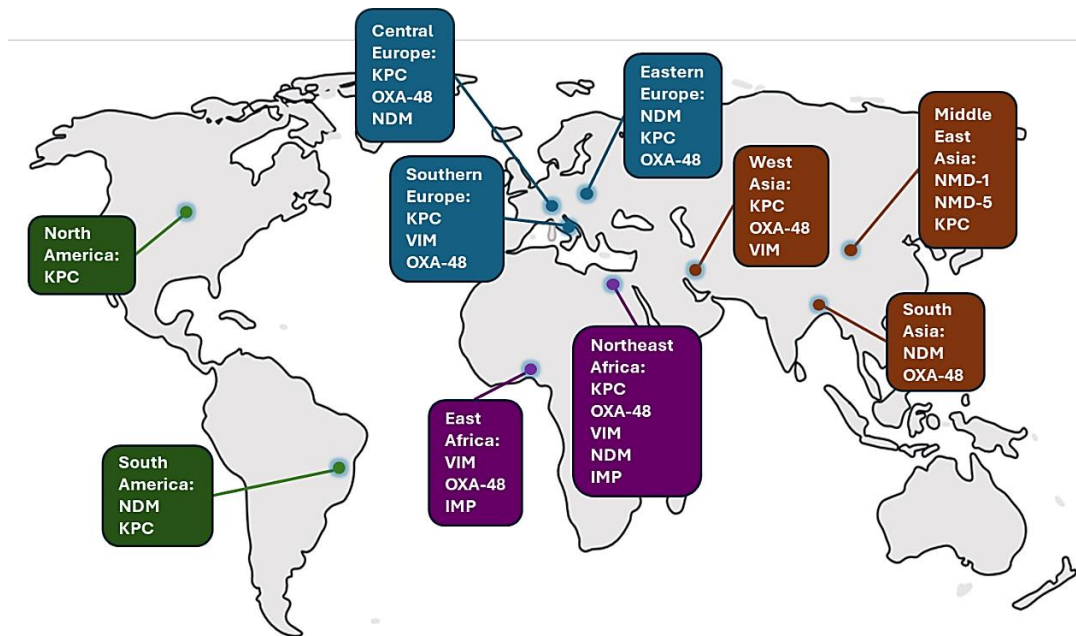 Central
Europe:
KPC
OXA-48
NDM
Eastern
Europe:
NDM
KPC
OXA-48
Middle
East
Asia:
NMD-1
NMD-5
KPC
West
Asia:
KPC
OXA-48
VIM
Southern
Europe:
KPC
VIM
OXA-48
North
America:
KPC
South
Asia:
NDM
OXA-48
Northeast
Africa:
KPC
OXA-48
VIM
NDM
IMP
East
Africa:
VIM
OXA-48
IMP
South
America:
NDM
KPC